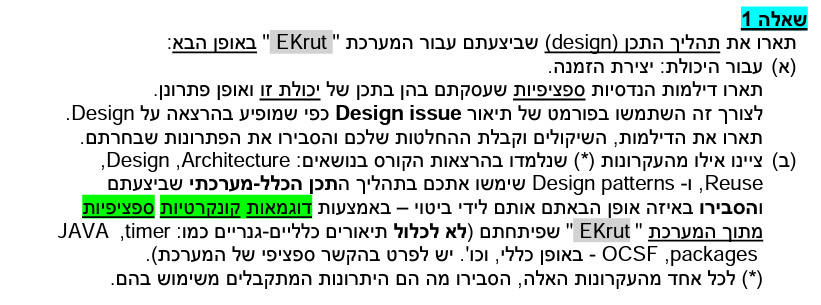 שאלה 1
תארו את תהליך התכן (design) שביצעתם עבור המערכת " EKrut " באופן הבא:
(א) עבור היכולת: יצירת הזמנה.
תארו דילמות הנדסיות ספציפיות שעסקתם בהן בתכן של יכולת זו ואופן פתרונן.
לצורך זה השתמשו בפורמט של תיאור Design issue כפי שמופיע בהרצאה על Design.
תארו את הדילמות, השיקולים וקבלת ההחלטות שלכם והסבירו את הפתרונות שבחרתם.
(ב) ציינו אילו מהעקרונות (*) שנלמדו בהרצאות הקורס בנושאים: Design ,Architecture,
Reuse, ו- Design patterns שימשו אתכם בתהליך התכן הכלל-מערכתי שביצעתם
והסבירו באיזה אופן הבאתם אותם לידי ביטוי – באמצעות דוגמאות קונקרטיות ספציפיות
מתוך המערכת " EKrut " שפיתחתם (לא לכלול תיאורים כלליים-גנריים כמו: JAVA ,timer
OCSF ,packages - באופן כללי, וכו'. יש לפרט בהקשר ספציפי של המערכת).
(*) לכל אחד מהעקרונות האלה, הסבירו מה הם היתרונות המתקבלים משימוש בהם.